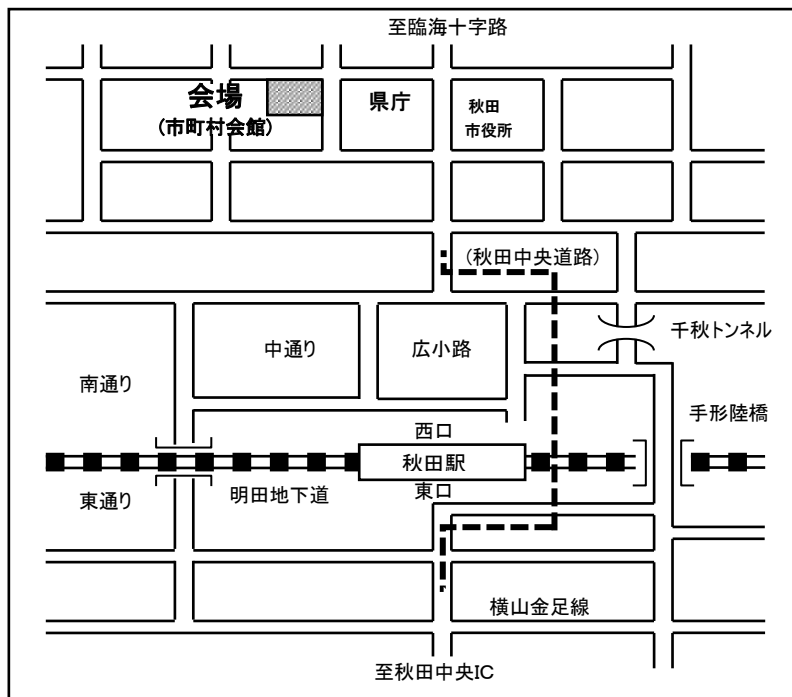 至臨海十字路
会場
(市町村会館)
県庁
秋田
市役所
(秋田中央道路)
千秋トンネル
中通り
広小路
南通り
手形陸橋
西口
秋田駅
東口
東通り
明田地下道
横山金足線
至秋田中央IC